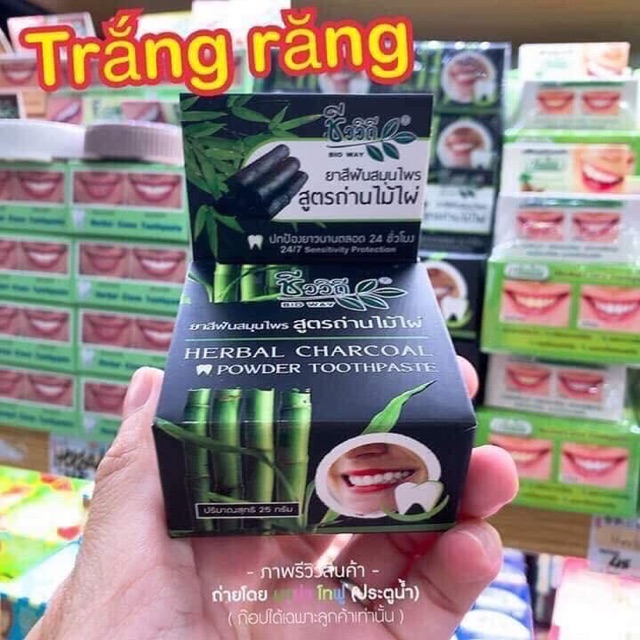 Trắng răng
ชีววิถี
BIO WAY
ยาสีฟันสมุนไพร
สูตรถ่านไม้ไผ่
ปกป้องยาวนานตลอด 24 ชั่วโมง
24/7 Sensitivity Protection
ชีววิถี
BIO WAY
ยาสีฟันสมุนไพร สูตรถ่านไม้ไผ่
HERBAL CHARCOAL
POWDER TOOTHPASTE
ปริมาณสุทธิ 25 กรัม
- ภาพรีวิวสินค้า -
ถ่ายโดย โทฟู (ประตูน้ำ)
( ก๊อปได้เฉพาะลูกค้าเท่านั้น )